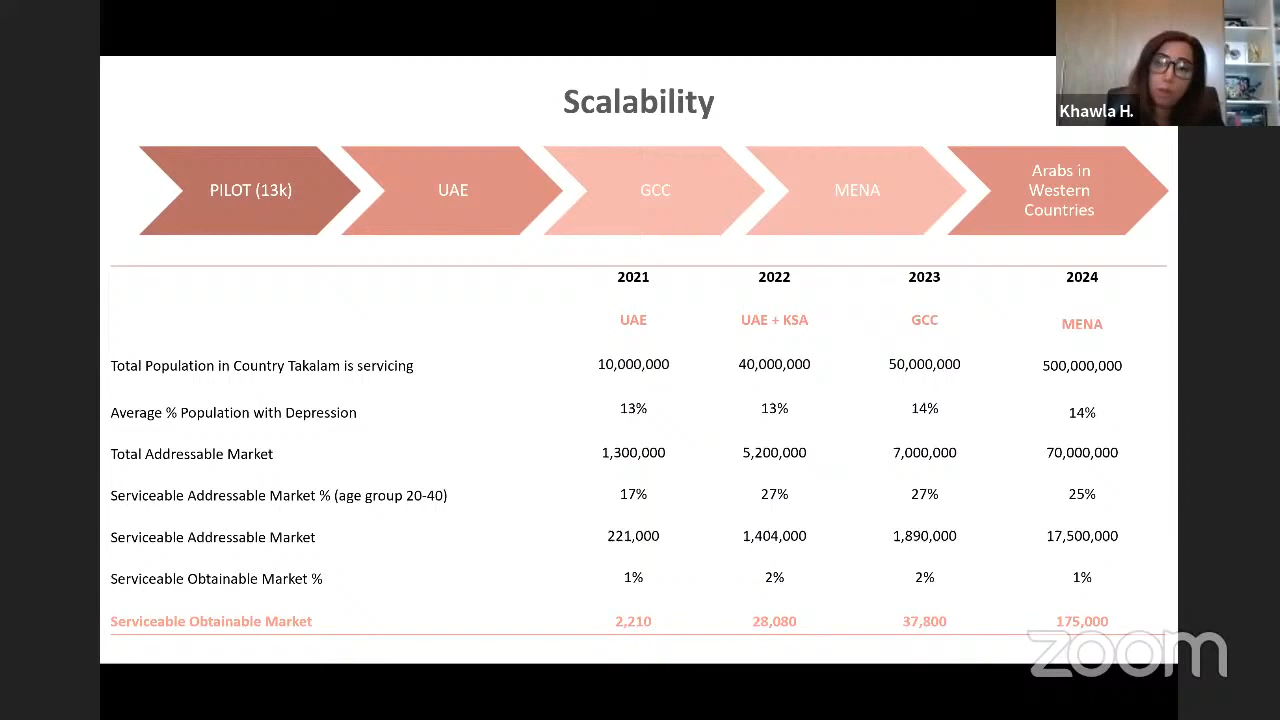 Scalability
Khawla H.
PILOT (13k)
UAE
GCC
MENA
Arabs in
Western
Countries
2021 2022 2023 2024
UAE UAE + KSA GCC MENA
Total Population in Country Takalam is servicing 10,000,000 40,000,000 50,000,000 500,000,000
Average % Population with Depression 13% 13% 14% 14%
Total Addressable Market 1,300,000 5,200,000 7,000,000 70,000,000
Serviceable Addressable Market % (age group 20-40) 17% 27% 27% 25%
Serviceable Addressable Market 221,000 1,404,000 1,890,000 17,500,000
Serviceable Obtainable Market % 1% 2% 2% 1%
Serviceable Obtainable Market 2,210 28,080 37,800 175,000
zoom